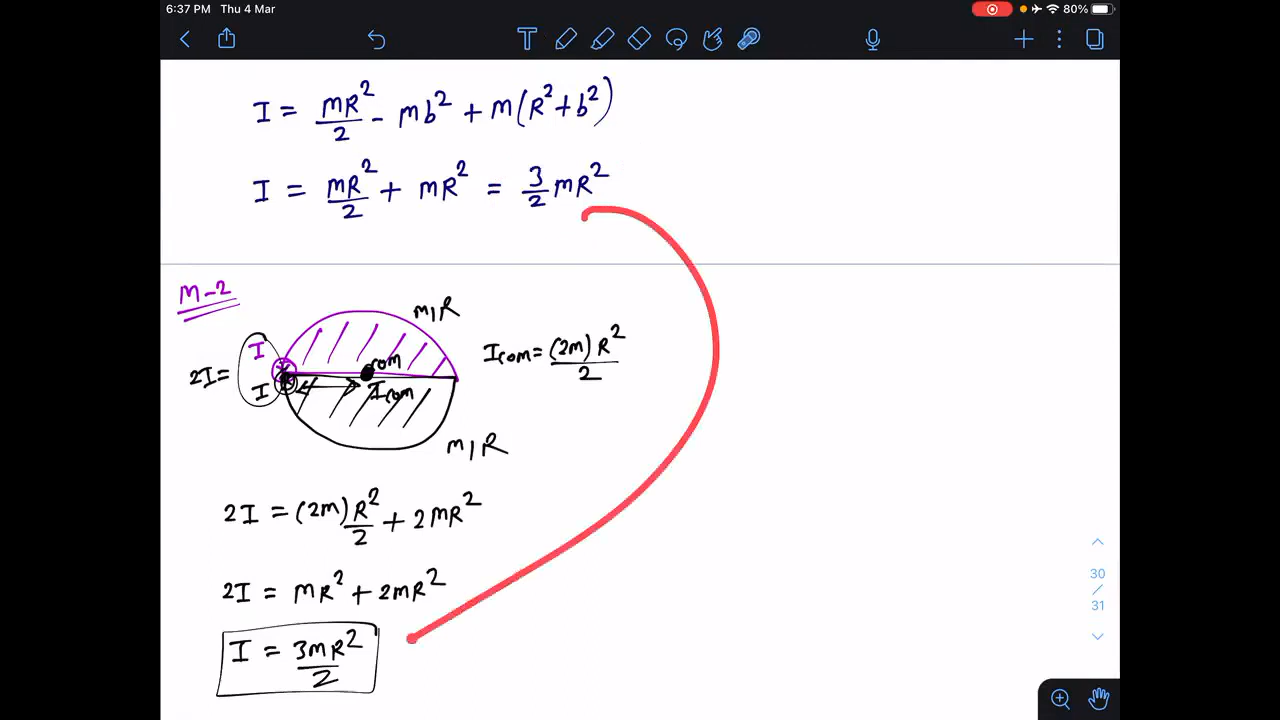 6:37 PM Thu 4 Mar 80%
T
I = mR²/2 - mb² + m(R² + b²)
I = mR²/2 + mR² = 3/2 mR²
M-2
m, R
2I =
I
I
com
Icom
Icom = (2m)R²/2
m, R
2I = (2m)R²/2 + 2mR²
2I = mR² + 2mR²
I = 3mR²/2
30
/
31